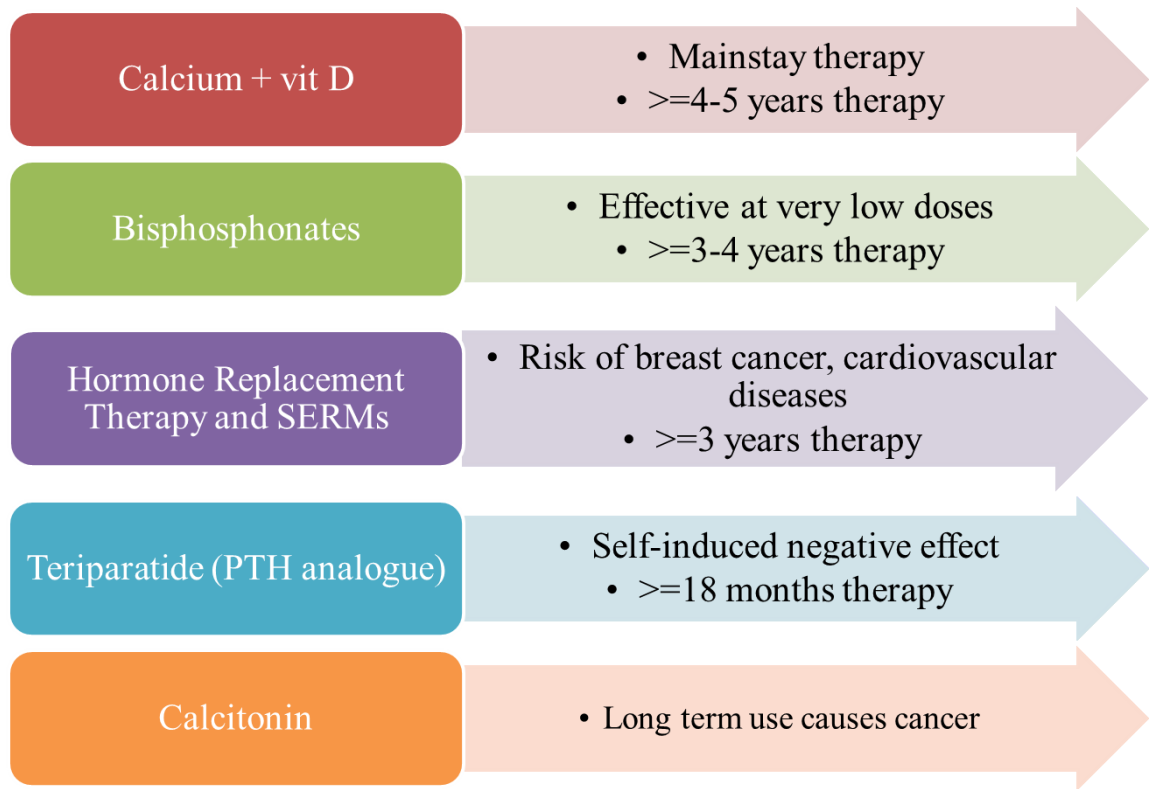 Calcium + vit D
• Mainstay therapy
• >=4-5 years therapy
Bisphosphonates
• Effective at very low doses
• >=3-4 years therapy
Hormone Replacement
Therapy and SERMs
• Risk of breast cancer, cardiovascular
diseases
• >=3 years therapy
Teriparatide (PTH analogue)
• Self-induced negative effect
• >=18 months therapy
Calcitonin
• Long term use causes cancer